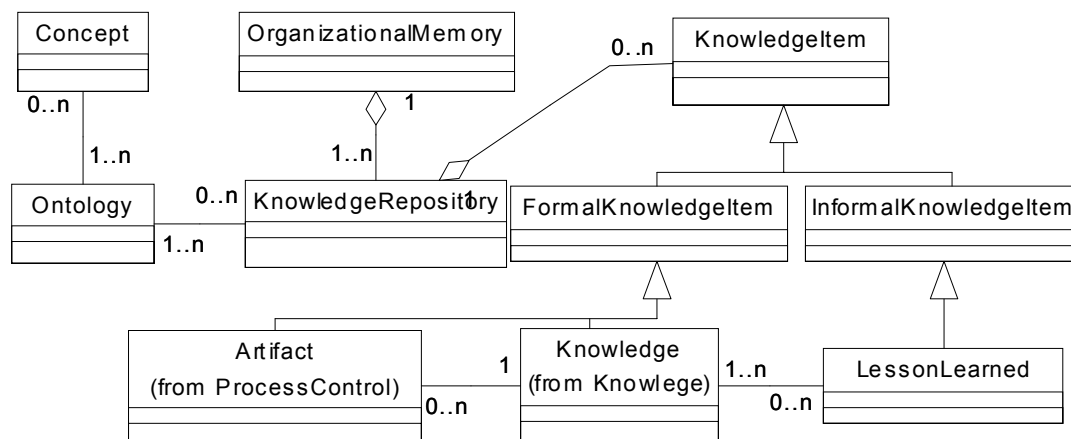 Concept
OrganizationalMemory
KnowledgeItem
0..n
0..n
1
1..n
1..n
Ontology
0..n
KnowledgeRepository
1
FormalKnowledgeItem
InformalKnowledgeItem
1..n
Artifact
(from ProcessControl)
1
0..n
Knowledge
(from Knowlege)
1..n
0..n
LessonLearned